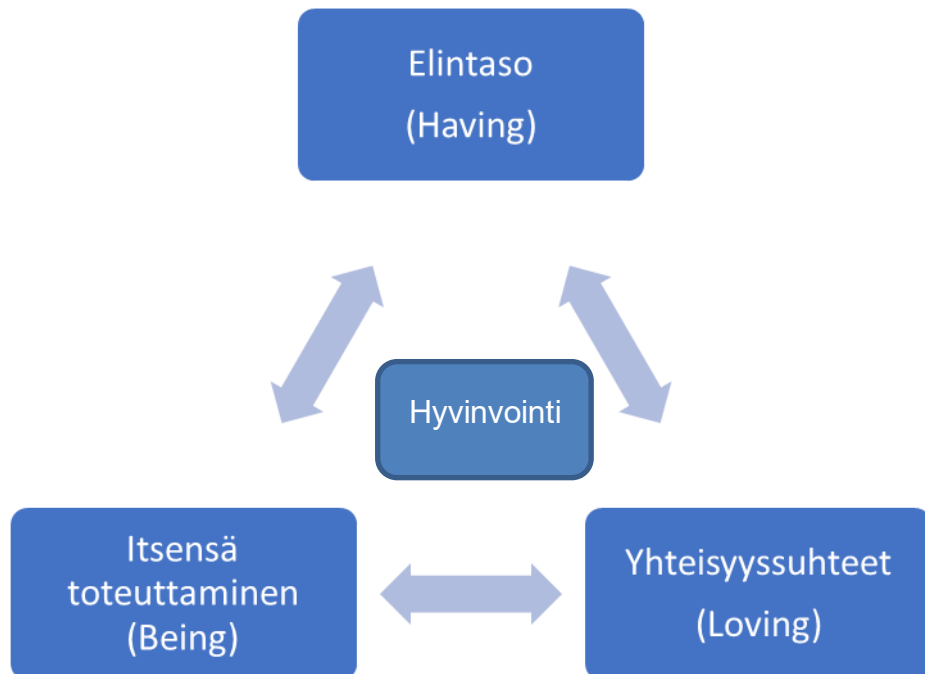 Elintaso
(Having)
Hyvinvointi
Itsensä
toteuttaminen
(Being)
Yhteisyyssuhteet
(Loving)